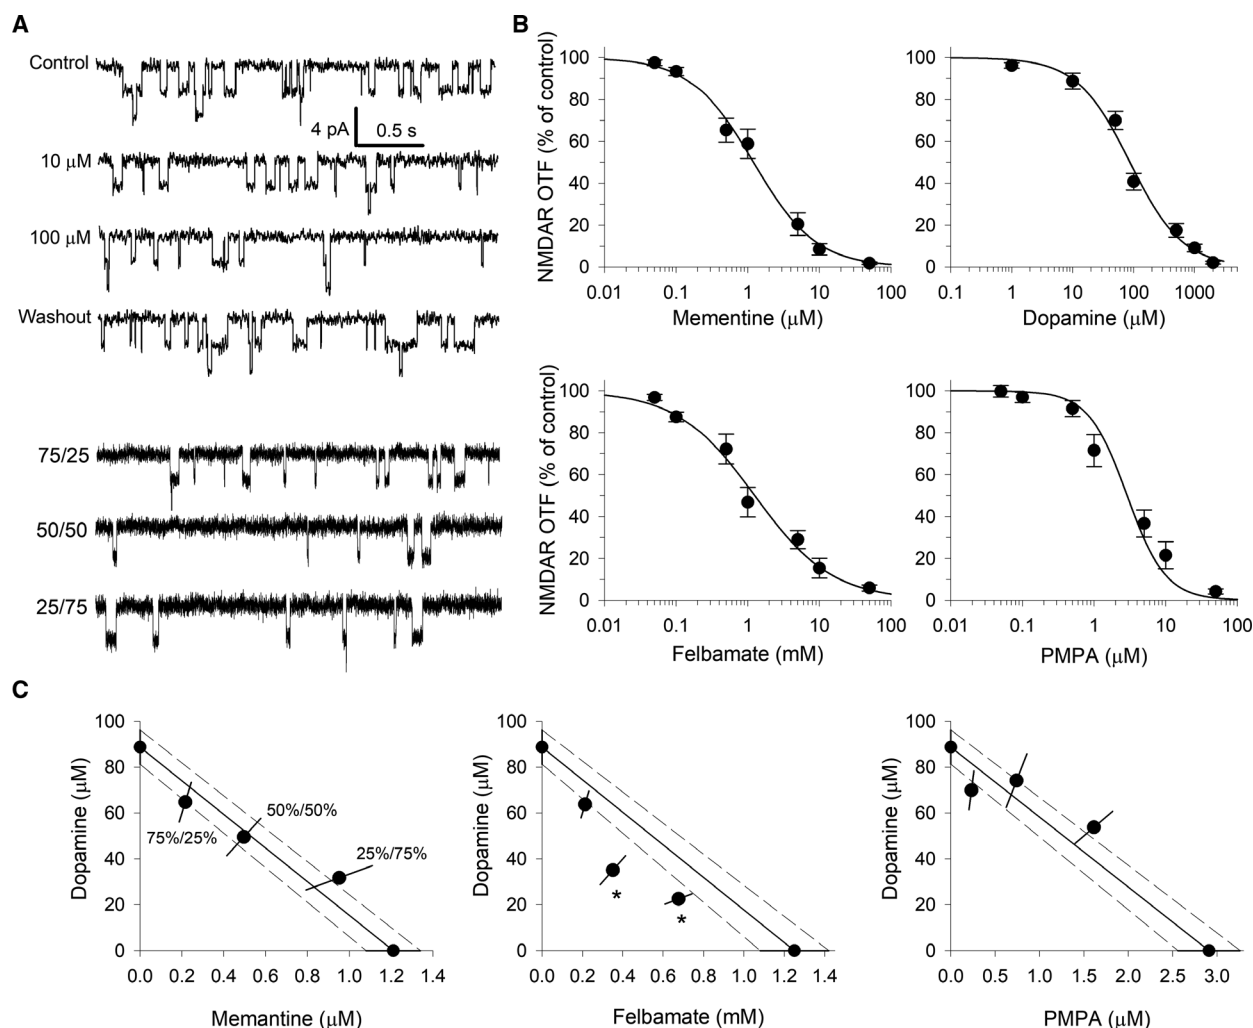 A
Control
4 pA
0.5 s
10 μM
100 μM
Washout
75/25
50/50
25/75
B
NMDAR OTF (% of control)
100
80
60
40
20
0
0.01 0.1 1 10 100
Mementine (μM)
100
80
60
40
20
0
0.01 1 10 100 1000
Dopamine (μM)
NMDAR OTF (% of control)
100
80
60
40
20
0
0.01 0.1 1 10 100
Felbamate (mM)
100
80
60
40
20
0
0.01 0.1 1 10 100
PMPA (μM)
C
Dopamine (μM)
100
80
60
40
20
0
75%/25%
50%/50%
25%/75%
0.0 0.2 0.4 0.6 0.8 1.0 1.2 1.4
Memantine (μM)
Dopamine (μM)
100
80
60
40
20
0
*
*
0.0 0.2 0.4 0.6 0.8 1.0 1.2 1.4
Felbamate (mM)
Dopamine (μM)
100
80
60
40
20
0
0.0 0.5 1.0 1.5 2.0 2.5 3.0
PMPA (μM)